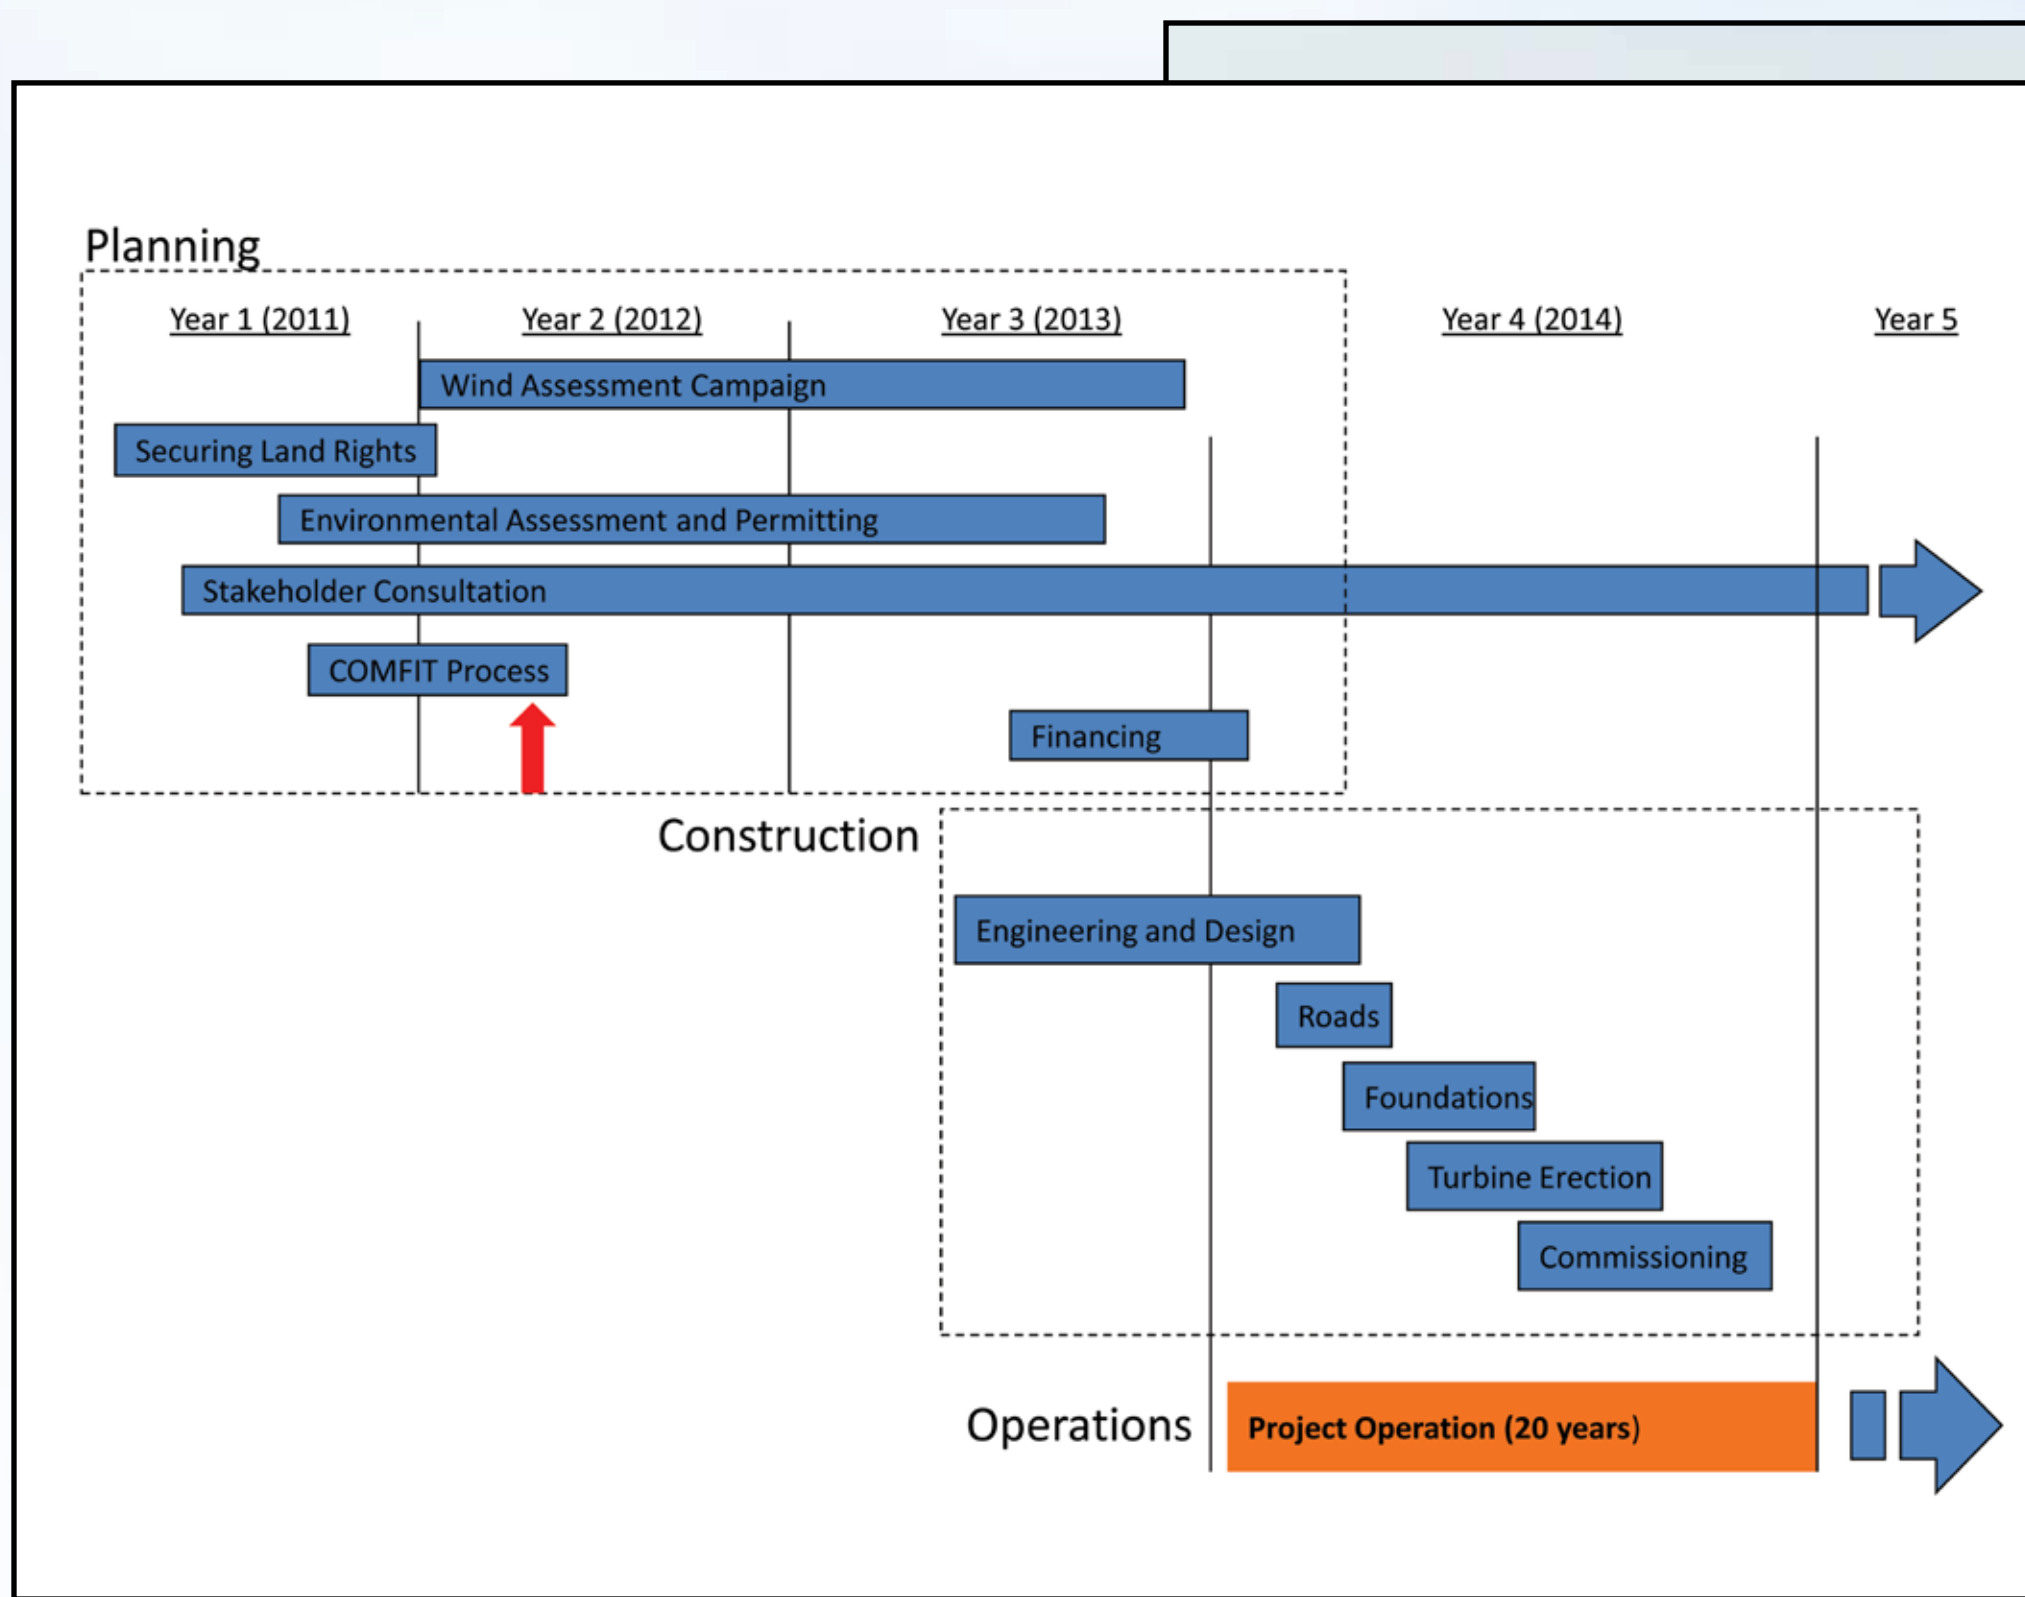 Planning
Year 1 (2011)
Year 2 (2012)
Year 3 (2013)
Year 4 (2014)
Year 5
Wind Assessment Campaign
Securing Land Rights
Environmental Assessment and Permitting
Stakeholder Consultation
COMFIT Process
Financing
Construction
Engineering and Design
Roads
Foundations
Turbine Erection
Commissioning
Operations
Project Operation (20 years)